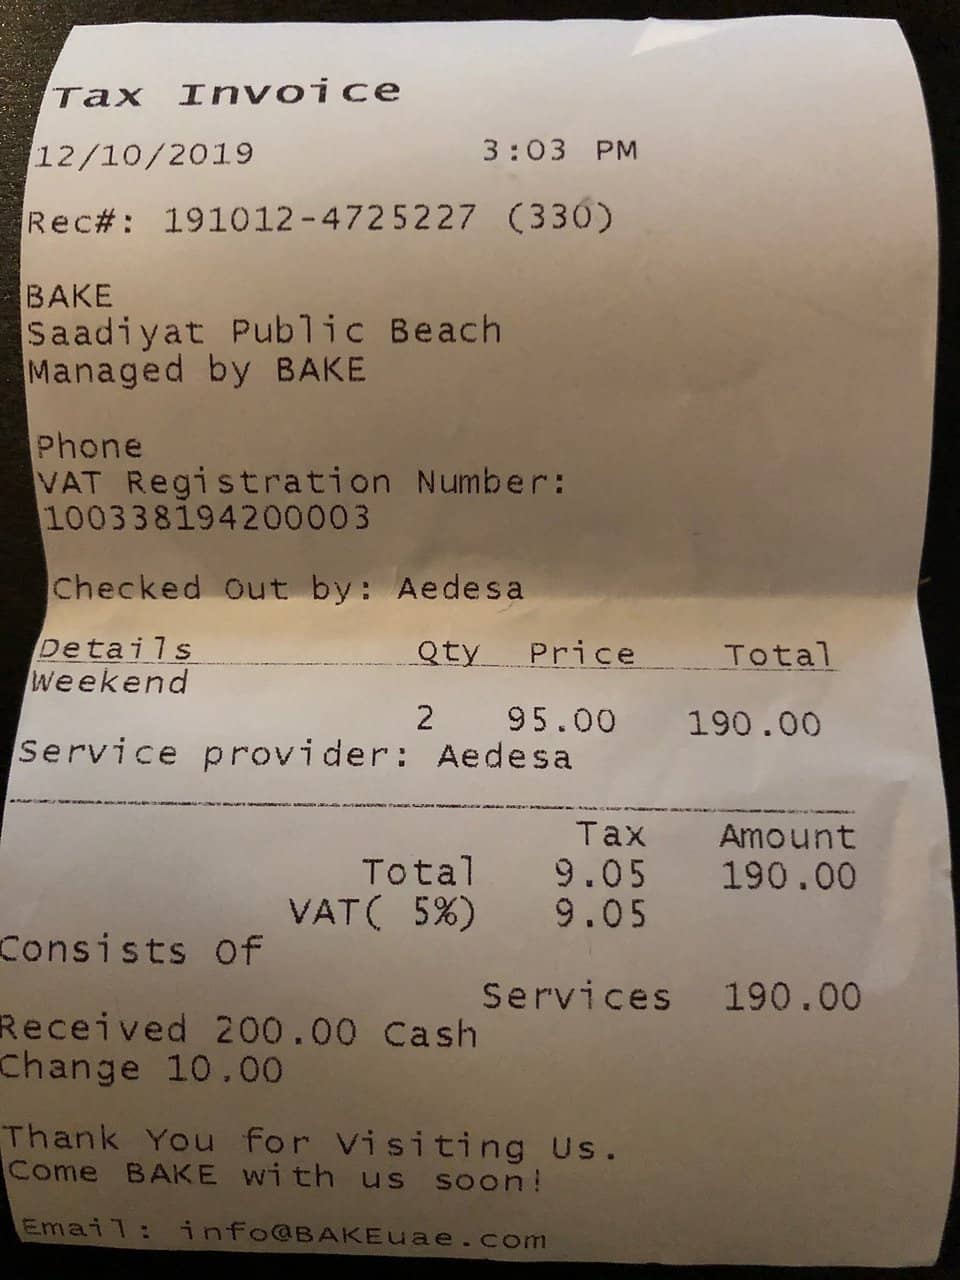 Tax Invoice
12/10/2019 3:03 PM
Rec#: 191012-4725227 (330)
BAKE
Saadiyat Public Beach
Managed by BAKE
Phone
VAT Registration Number:
100338194200003
Checked Out by: Aedesa
Details Qty Price Total
Weekend
2 95.00 190.00
Service provider: Aedesa
Tax Amount
Total 9.05 190.00
VAT( 5%) 9.05
Consists Of
Services 190.00
Received 200.00 Cash
Change 10.00
Thank You for Visiting Us.
Come BAKE with us soon!
Email: info@BAKEuae.com